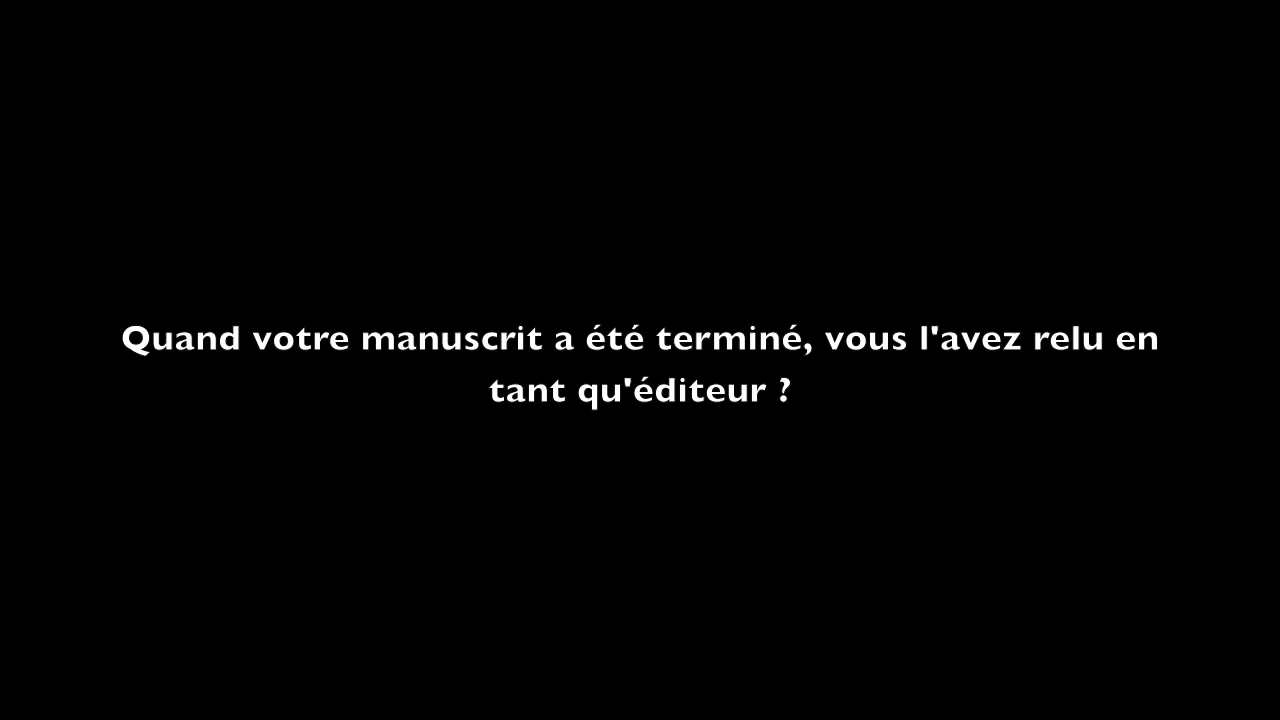 Quand votre manuscrit a été terminé, vous l'avez relu en
tant qu'éditeur ?